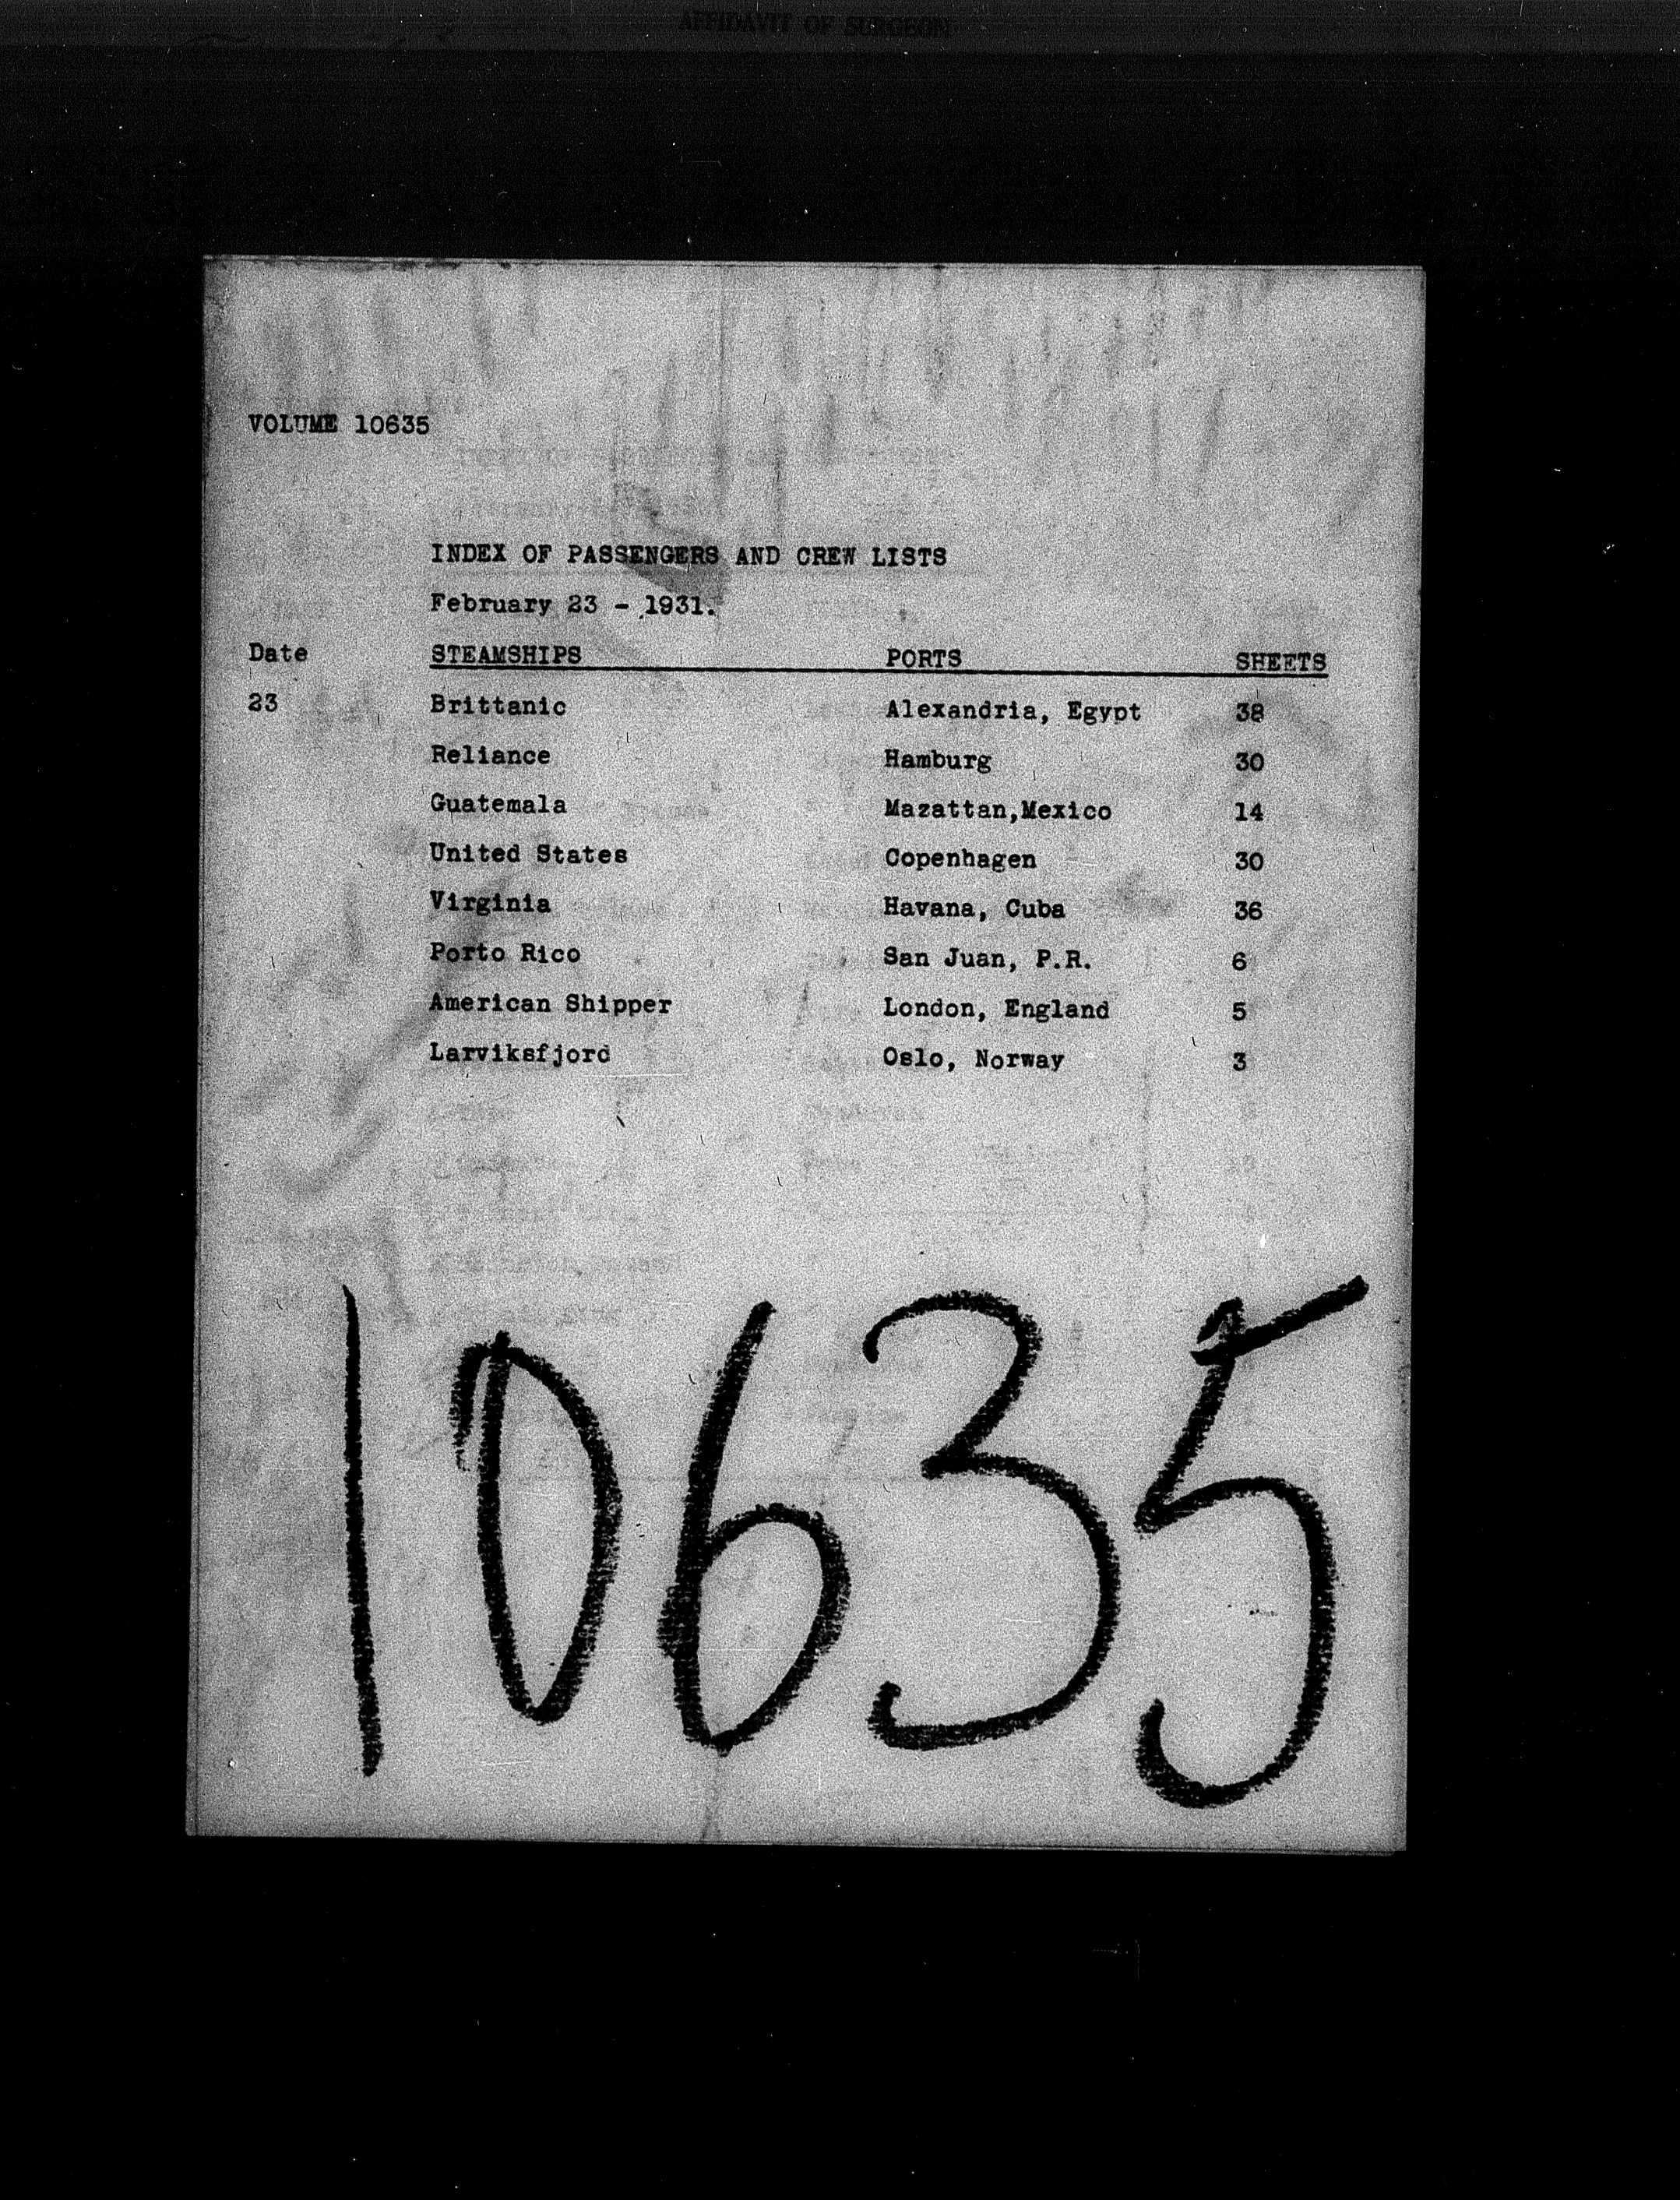 AFFIDAVIT OF SURGEON
VOLUME 10635
INDEX OF PASSENGERS AND CREW LISTS
February 23 - 1931.
Date STEAMSHIPS PORTS SHEETS
23 Brittanic Alexandria, Egypt 38
Reliance Hamburg 30
Guatemala Mazattan,Mexico 14
United States Copenhagen 30
Virginia Havana, Cuba 36
Porto Rico San Juan, P.R. 6
American Shipper London, England 5
Larviksfjord Oslo, Norway 3
10635